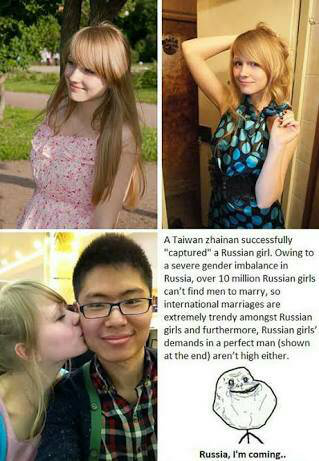 A Taiwan zhainan successfully
"captured" a Russian girl. Owing to
a severe gender imbalance in
Russia, over 10 million Russian girls
can't find men to marry, so
international marriages are
extremely trendy amongst Russian
girls and furthermore, Russian girls'
demands in a perfect man (shown
at the end) aren't high either.
Russia, I'm coming..